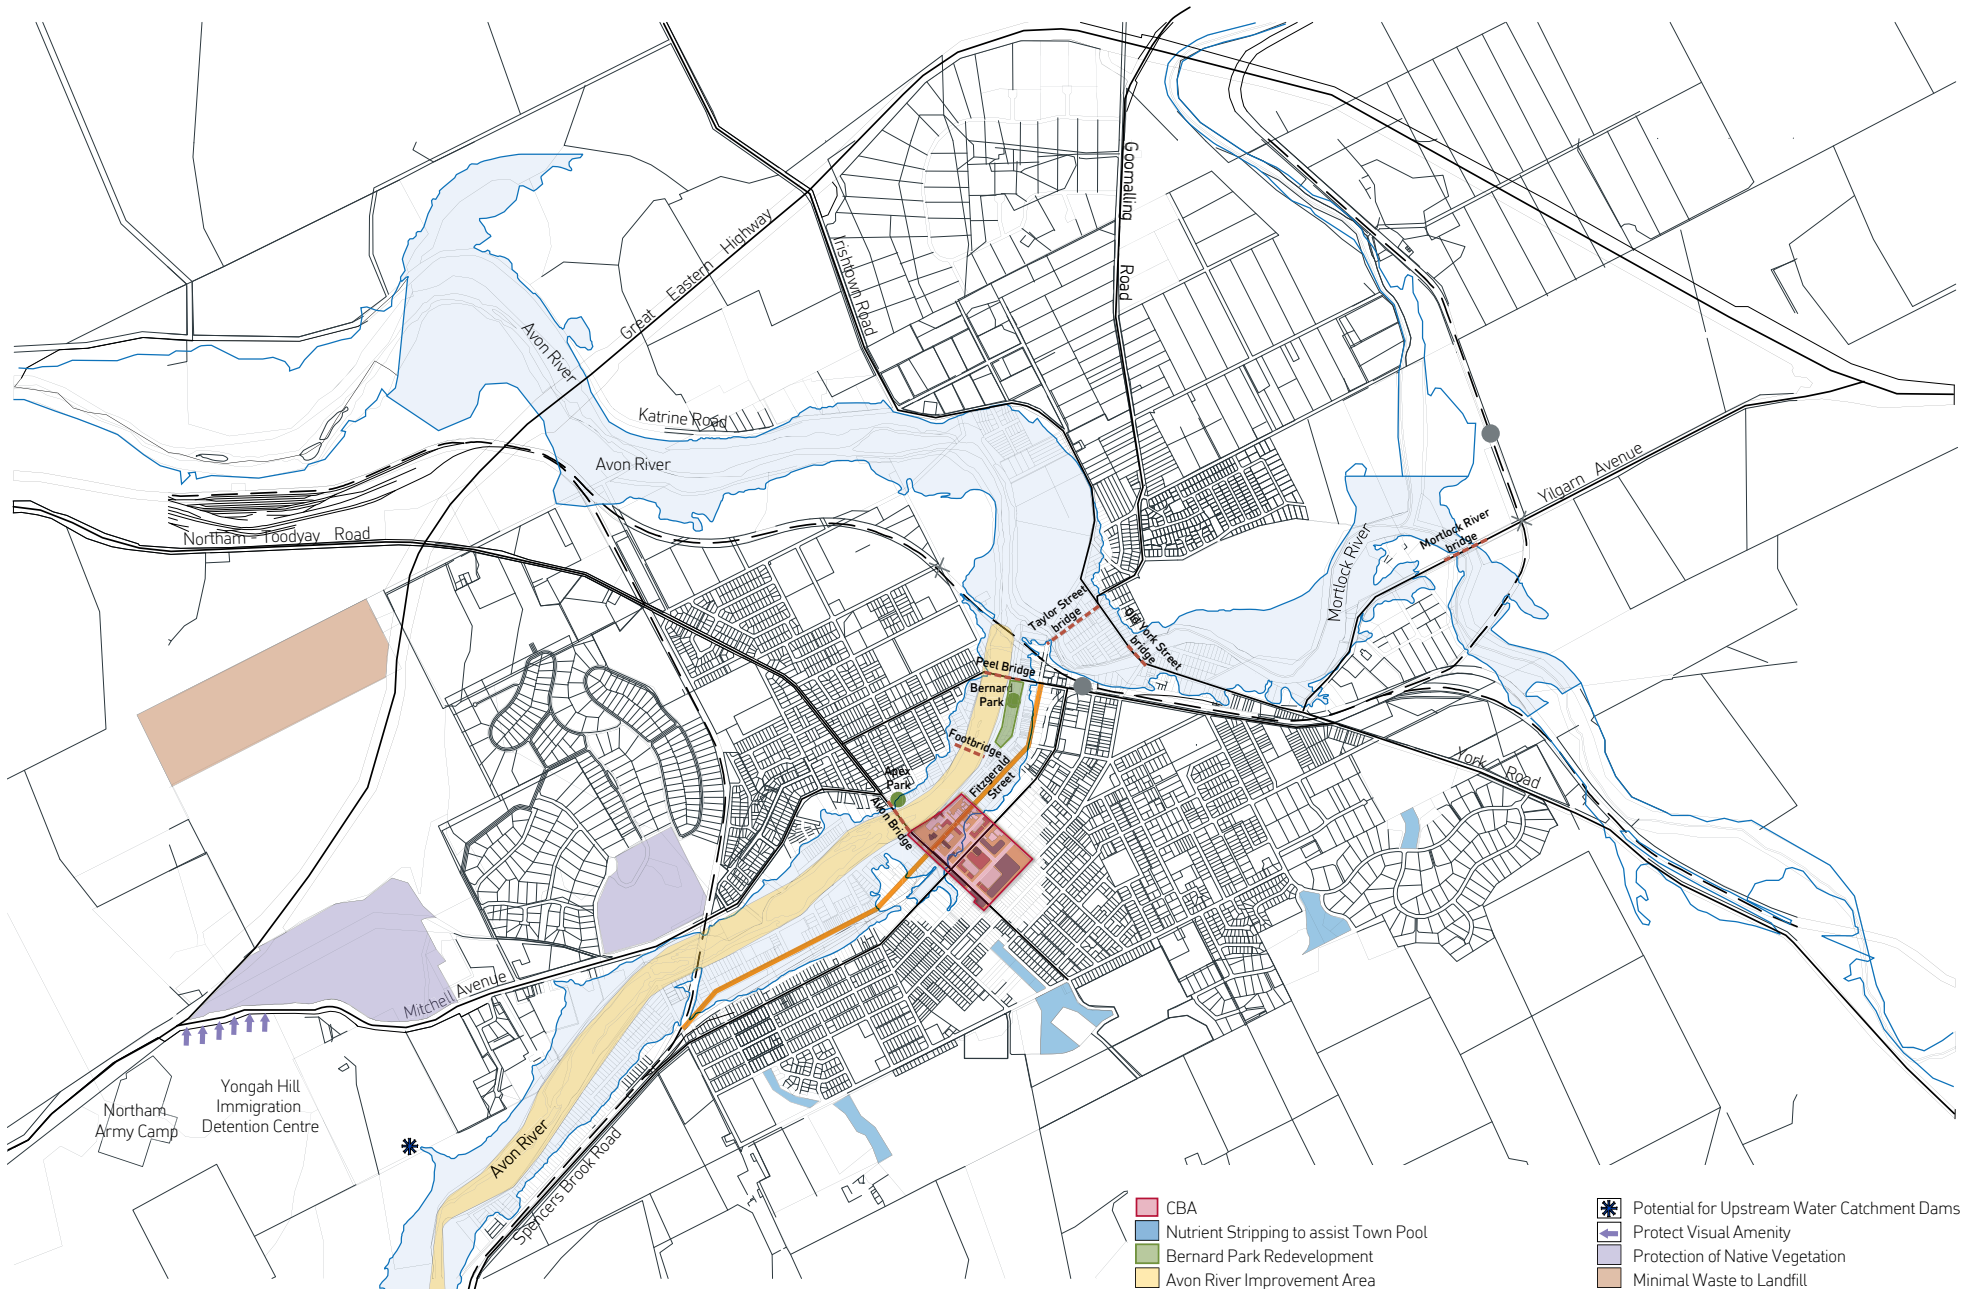 Goomalling
Road
Irishtown Road
Great Eastern Highway
Avon River
Katrine Road
Avon River
Yilgarn Avenue
Mortlock River
bridge
Mortlock River
Northam - Toodyay Road
Taylor Street
bridge
Old York Street
bridge
Peel Bridge
Bernard
Park
Footbridge
Fitzgerald
Street
Apex
Park
Avon Bridge
York Road
Mitchell Avenue
Yongah Hill
Immigration
Detention Centre
Northam
Army Camp
Avon River
Spencers Brook Road
CBA
Nutrient Stripping to assist Town Pool
Bernard Park Redevelopment
Avon River Improvement Area
Potential for Upstream Water Catchment Dams
Protect Visual Amenity
Protection of Native Vegetation
Minimal Waste to Landfill